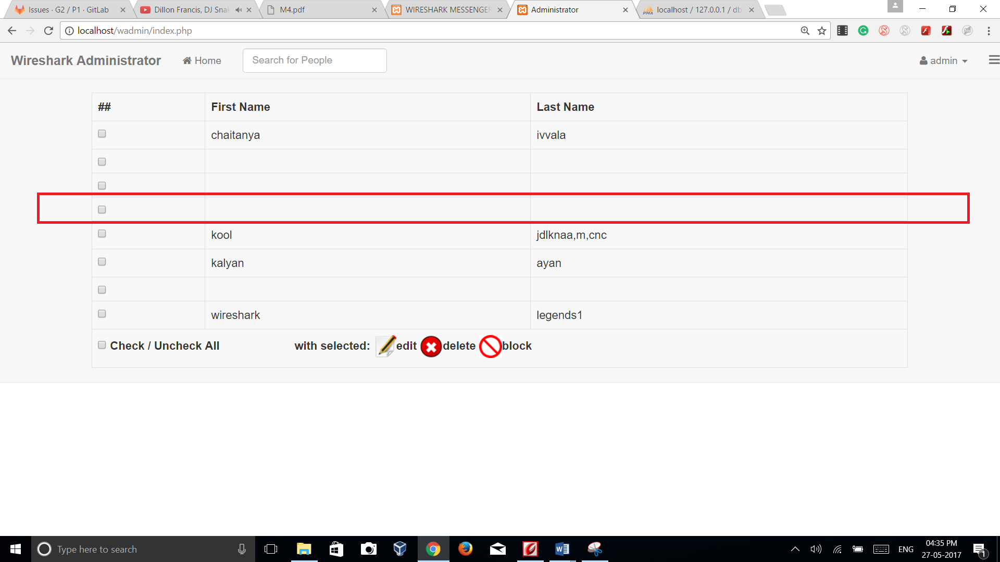 Issues · G2 / P1 · GitLab
Dillon Francis, DJ Snak
M4.pdf
WIRESHARK MESSENGER
Administrator
localhost / 127.0.0.1 / db
localhost/wadmin/index.php
Wireshark Administrator
Home
Search for People
admin
## First Name Last Name
chaitanya ivvala
kool jdlknaa,m,cnc
kalyan ayan
wireshark legends1
Check / Uncheck All with selected: edit delete block
Type here to search
ENG
04:35 PM
27-05-2017
1